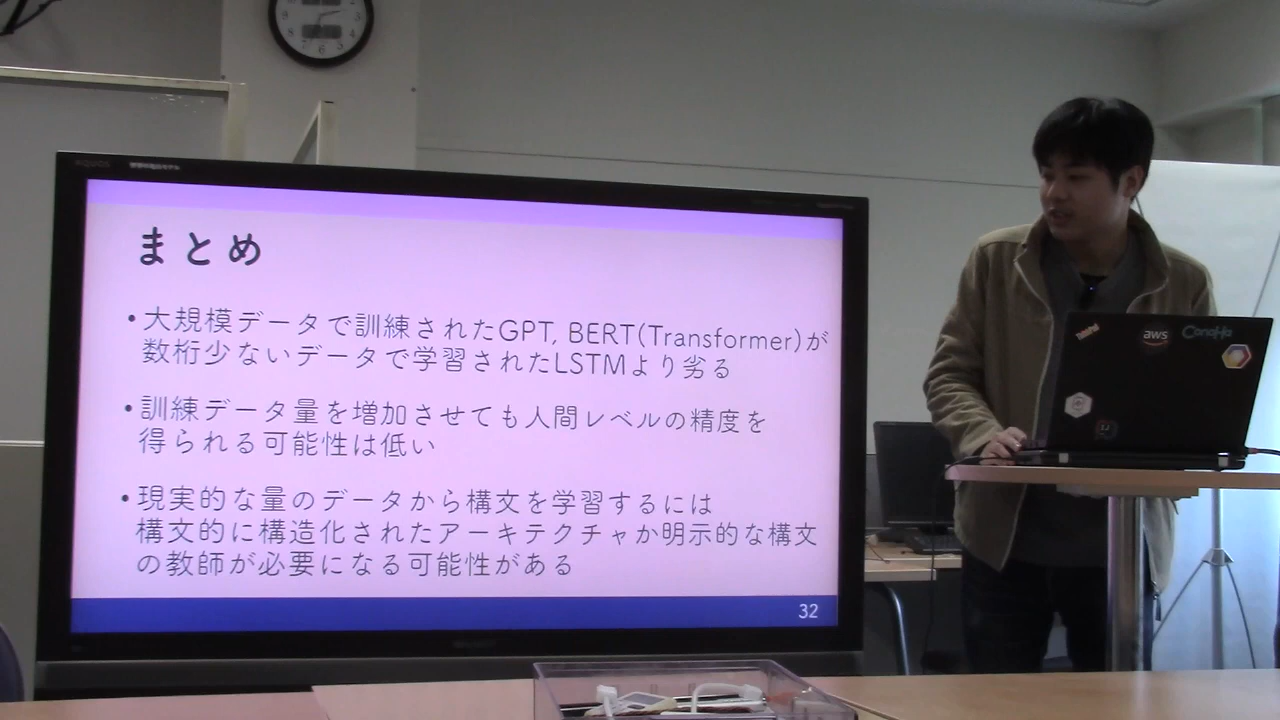 AQUOS
まとめ
•大規模データで訓練されたGPT, BERT(Transformer)が
数桁少ないデータで学習されたLSTMより劣る
•訓練データ量を増加させても人間レベルの精度を
得られる可能性は低い
•現実的な量のデータから構文を学習するには
構文的に構造化されたアーキテクチャか明示的な構文
の教師が必要になる可能性がある
32
aws
ConoHa